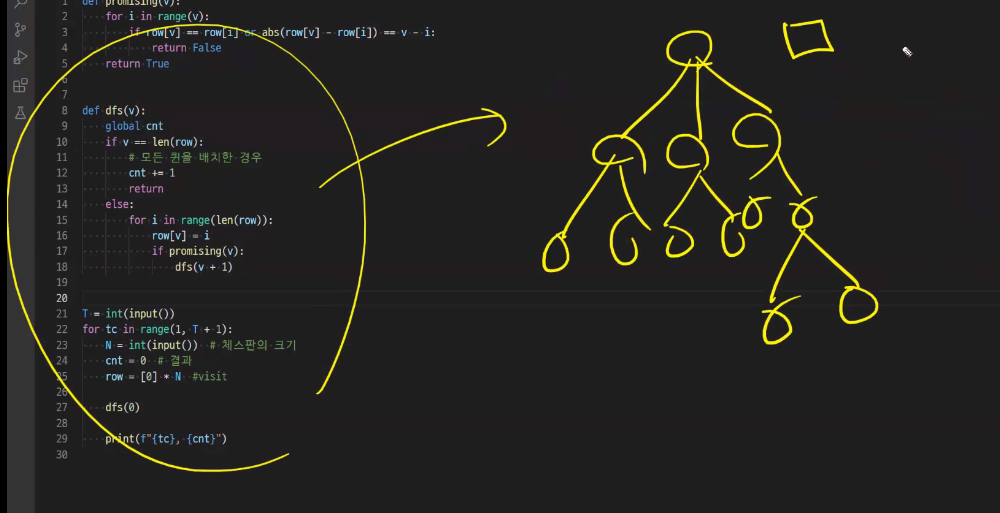 1 def promising(v):
2 for i in range(v):
3 if row[v] == row[i] or abs(row[v] - row[i]) == v - i:
4 return False
5 return True
6
7
8 def dfs(v):
9 global cnt
10 if v == len(row):
11 # 모든 퀸을 배치한 경우
12 cnt += 1
13 return
14 else:
15 for i in range(len(row)):
16 row[v] = i
17 if promising(v):
18 dfs(v + 1)
19
20
21 T = int(input())
22 for tc in range(1, T + 1):
23 N = int(input()) # 체스판의 크기
24 cnt = 0 # 결과
25 row = [0] * N #visit
26
27 dfs(0)
28
29 print(f"{tc}, {cnt}")
30